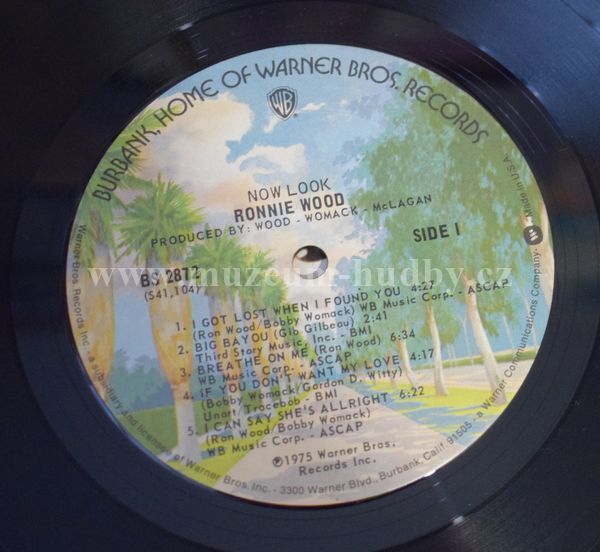 BURBANK, HOME OF WARNER BROS. RECORDS
WB
NOW LOOK
RONNIE WOOD
PRODUCED BY: WOOD - WOMACK - McLAGAN
SIDE I
BS 2872
(S41,104)
www.muzeum-hudby.cz
1. I GOT LOST WHEN I FOUND YOU 4:27
(Ron Wood/Bobby Womack) WB Music Corp. - ASCAP
2. BIG BAYOU (Gib Gilbeau) 2:41
Third Story Music, Inc. - BMI
3. BREATHE ON ME (Ron Wood) 6:34
WB Music Corp. - ASCAP
4. IF YOU DON'T WANT MY LOVE 4:17
(Bobby Womack/Gordon D. Witty)
Unart/Tracebob - BMI
5. I CAN SAY SHE'S ALLRIGHT 6:22
(Ron Wood/Bobby Womack)
WB Music Corp. - ASCAP
℗1975 Warner Bros.
Records Inc.
Warner Bros. Records Inc. - a subsidiary and licensee of Warner Bros. Inc. - 3300 Warner Blvd., Burbank, Calif. 91505 - a Warner Communications Company - Made in U.S.A.